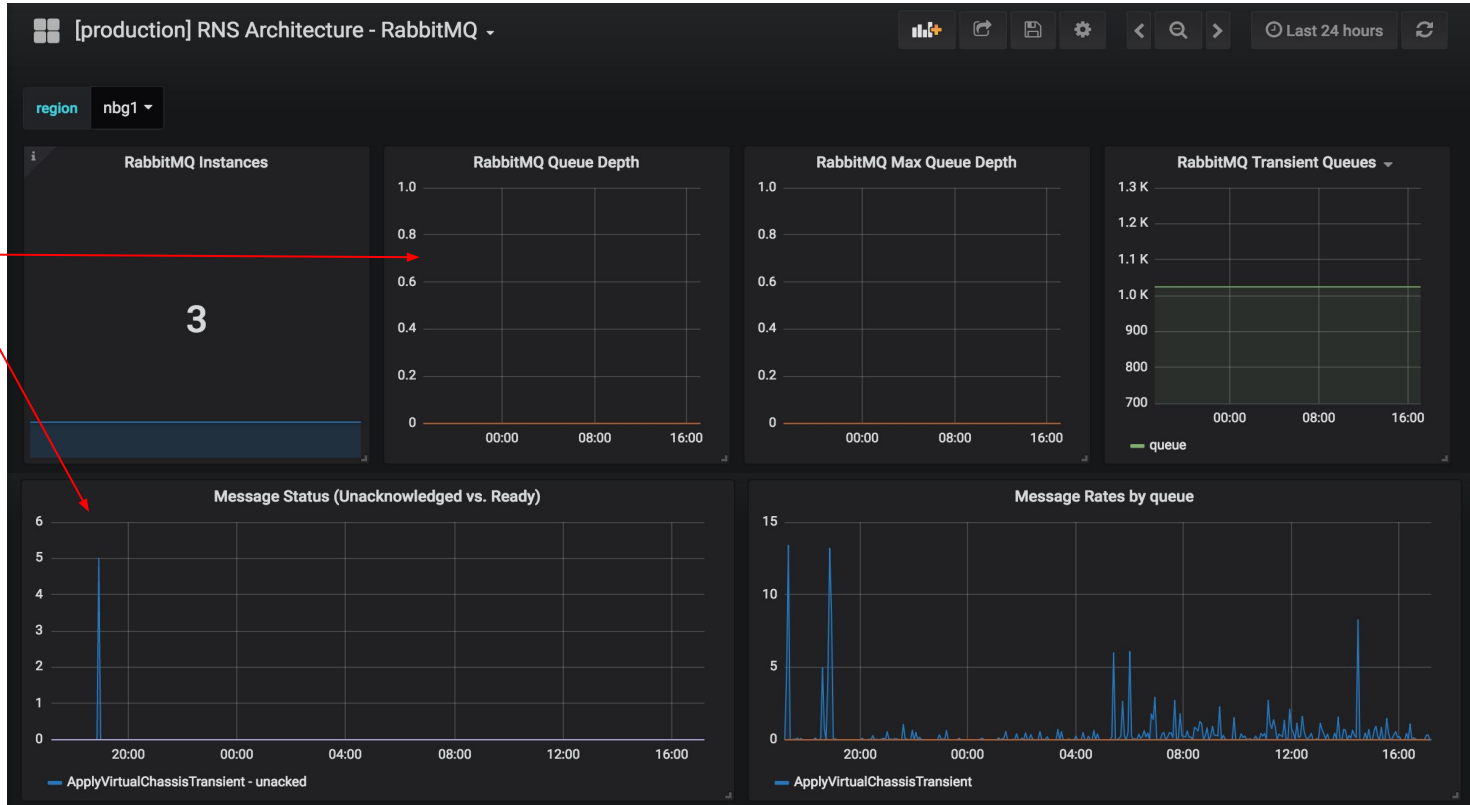 [production] RNS Architecture - RabbitMQ
Last 24 hours
region nbg1
RabbitMQ Instances
3
RabbitMQ Queue Depth
1.0
0.8
0.6
0.4
0.2
0
00:00 08:00 16:00
RabbitMQ Max Queue Depth
1.0
0.8
0.6
0.4
0.2
0
00:00 08:00 16:00
RabbitMQ Transient Queues
1.3 K
1.2 K
1.1 K
1.0 K
900
800
700
00:00 08:00 16:00
queue
Message Status (Unacknowledged vs. Ready)
6
5
4
3
2
1
0
20:00 00:00 04:00 08:00 12:00 16:00
ApplyVirtualChassisTransient - unacked
Message Rates by queue
15
10
5
0
20:00 00:00 04:00 08:00 12:00 16:00
ApplyVirtualChassisTransient